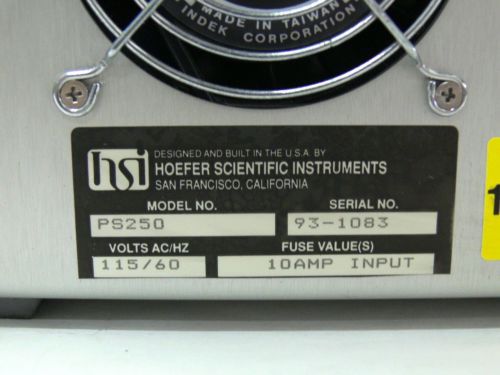 MADE IN TAIWAN
CORPORATION
hsi
DESIGNED AND BUILT IN THE U.S.A. BY
HOEFER SCIENTIFIC INSTRUMENTS
SAN FRANCISCO, CALIFORNIA
MODEL NO. SERIAL NO.
PS250 93-1083
VOLTS AC/HZ FUSE VALUE(S)
115/60 10AMP INPUT